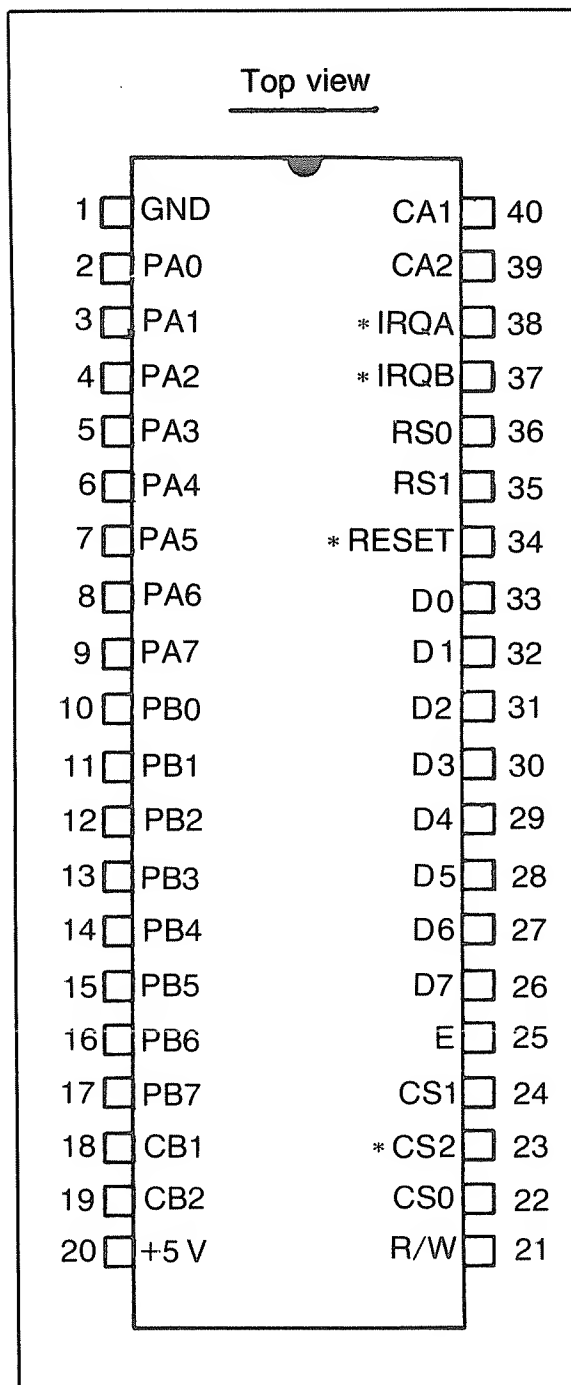 Top view
1 GND CA1 40
2 PA0 CA2 39
3 PA1 *IRQA 38
4 PA2 *IRQB 37
5 PA3 RS0 36
6 PA4 RS1 35
7 PA5 *RESET 34
8 PA6 D0 33
9 PA7 D1 32
10 PB0 D2 31
11 PB1 D3 30
12 PB2 D4 29
13 PB3 D5 28
14 PB4 D6 27
15 PB5 D7 26
16 PB6 E 25
17 PB7 CS1 24
18 CB1 *CS2 23
19 CB2 CS0 22
20 +5 V R/W 21